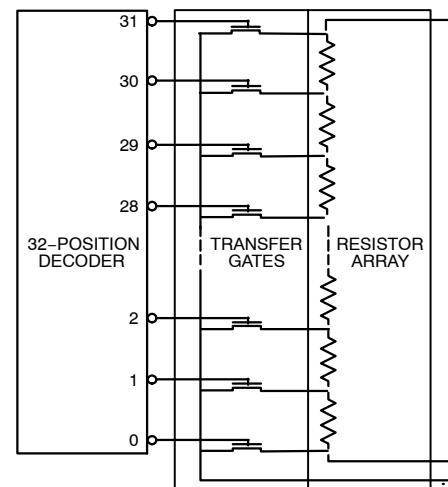 31
30
29
28
32–POSITION
DECODER
TRANSFER
GATES
RESISTOR
ARRAY
2
1
0